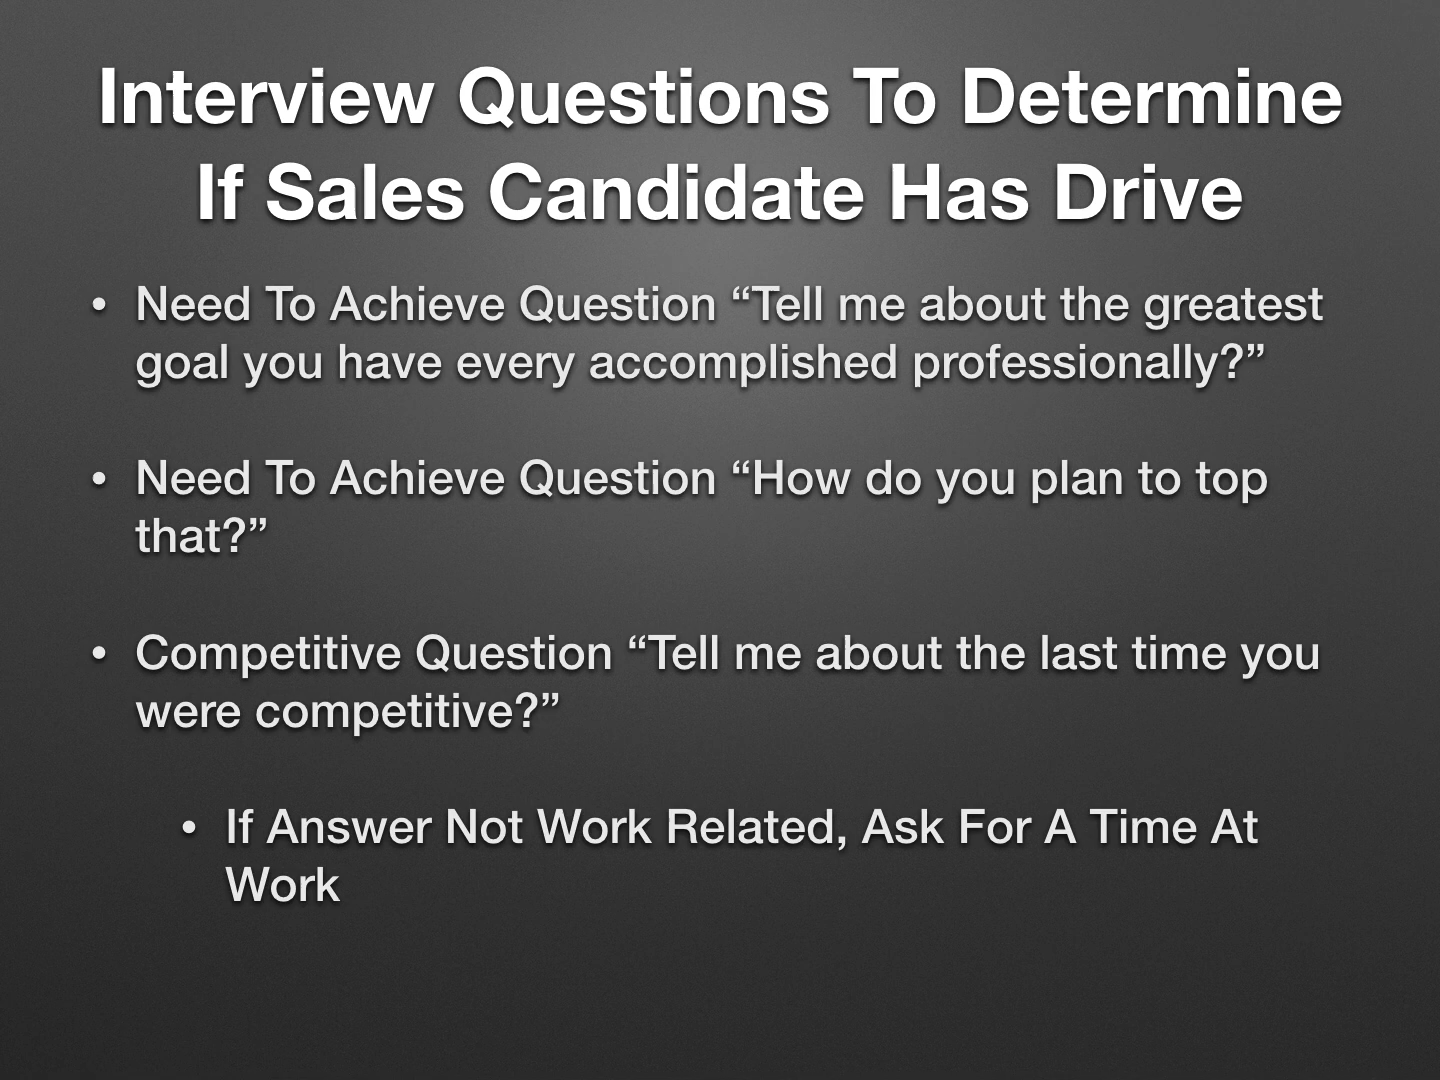 Interview Questions To Determine
If Sales Candidate Has Drive
• Need To Achieve Question “Tell me about the greatest
goal you have every accomplished professionally?”
• Need To Achieve Question “How do you plan to top
that?”
• Competitive Question “Tell me about the last time you
were competitive?”
• If Answer Not Work Related, Ask For A Time At
Work